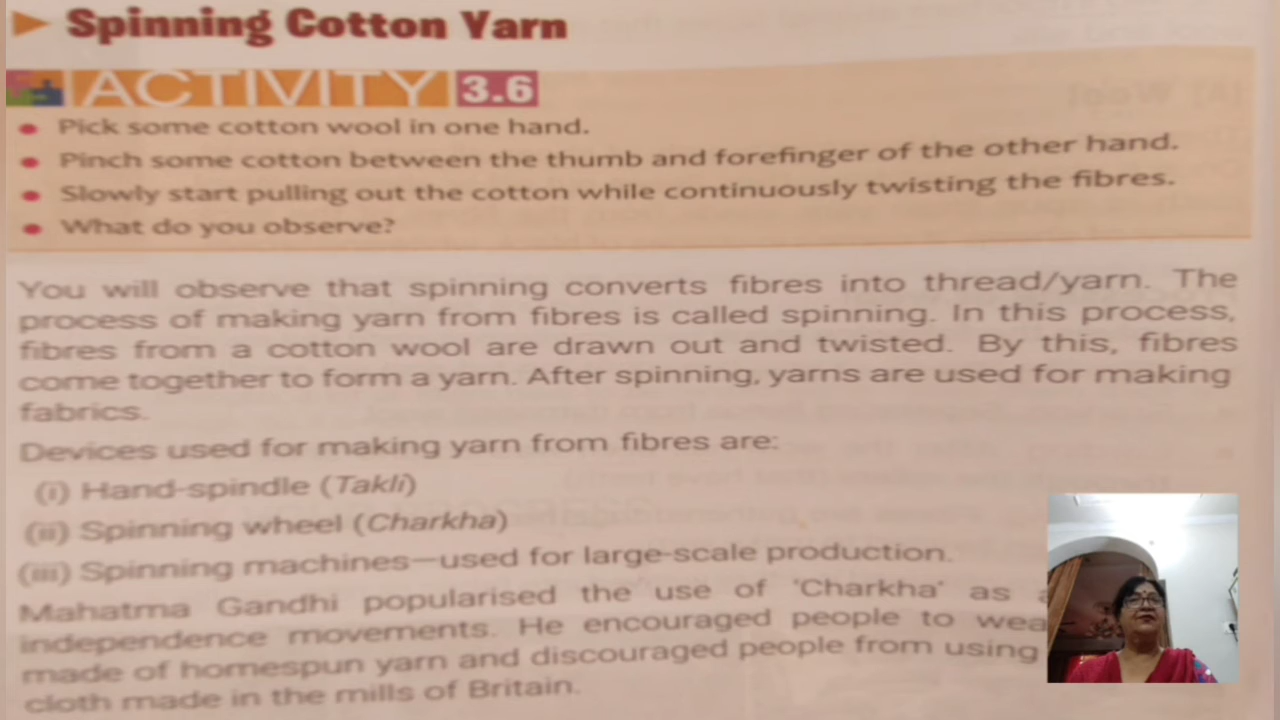 Spinning Cotton Yarn
ACTIVITY 3.6
Pick some cotton wool in one hand.
Pinch some cotton between the thumb and forefinger of the other hand.
Slowly start pulling out the cotton while continuously twisting the fibres.
What do you observe?
You will observe that spinning converts fibres into thread/yarn. The
process of making yarn from fibres is called spinning. In this process,
fibres from a cotton wool are drawn out and twisted. By this, fibres
come together to form a yarn. After spinning, yarns are used for making
fabrics.
Devices used for making yarn from fibres are:
(i) Hand-spindle (Takli)
(ii) Spinning wheel (Charkha)
(iii) Spinning machines—used for large-scale production.
Mahatma Gandhi popularised the use of 'Charkha' as
independence movements. He encouraged people to
made of homespun yarn and discouraged people from using
cloth made in the mills of Britain.